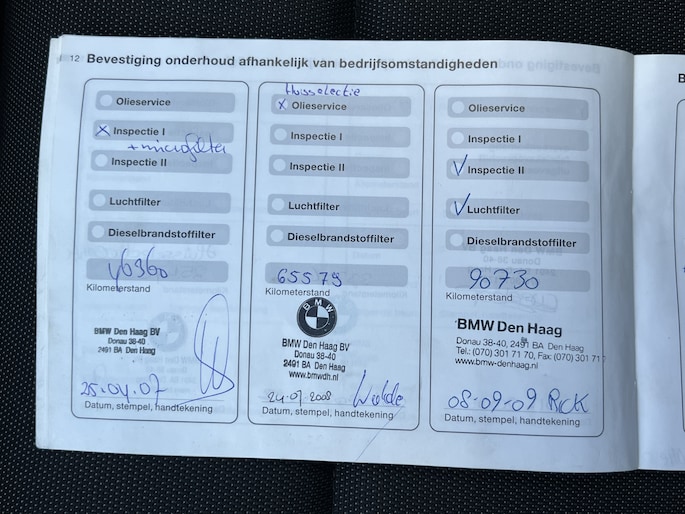 12 Bevestiging onderhoud afhankelijk van bedrijfsomstandigheden
Olieservice
X Inspectie I
+ microfilter
Inspectie II
Luchtfilter
Dieselbrandstoffilter
46360
Kilometerstand
BMW Den Haag BV
Donau 38-40
2491 BA Den Haag
25.04.07
Datum, stempel, handtekening
X Olieservice
Inspectie I
Inspectie II
Luchtfilter
Dieselbrandstoffilter
65579
Kilometerstand
BMW
BMW Den Haag BV
Donau 38-40
2491 BA Den Haag
www.bmwdh.nl
24-07-2008
Datum, stempel, handtekening
Olieservice
Inspectie I
✓ Inspectie II
✓ Luchtfilter
Dieselbrandstoffilter
90730
Kilometerstand
BMW Den Haag
Donau 38-40, 2491 BA Den Haag
Tel.: (070) 301 71 70, Fax: (070) 301 71
www.bmw-denhaag.nl
08-09-09
Datum, stempel, handtekening
B